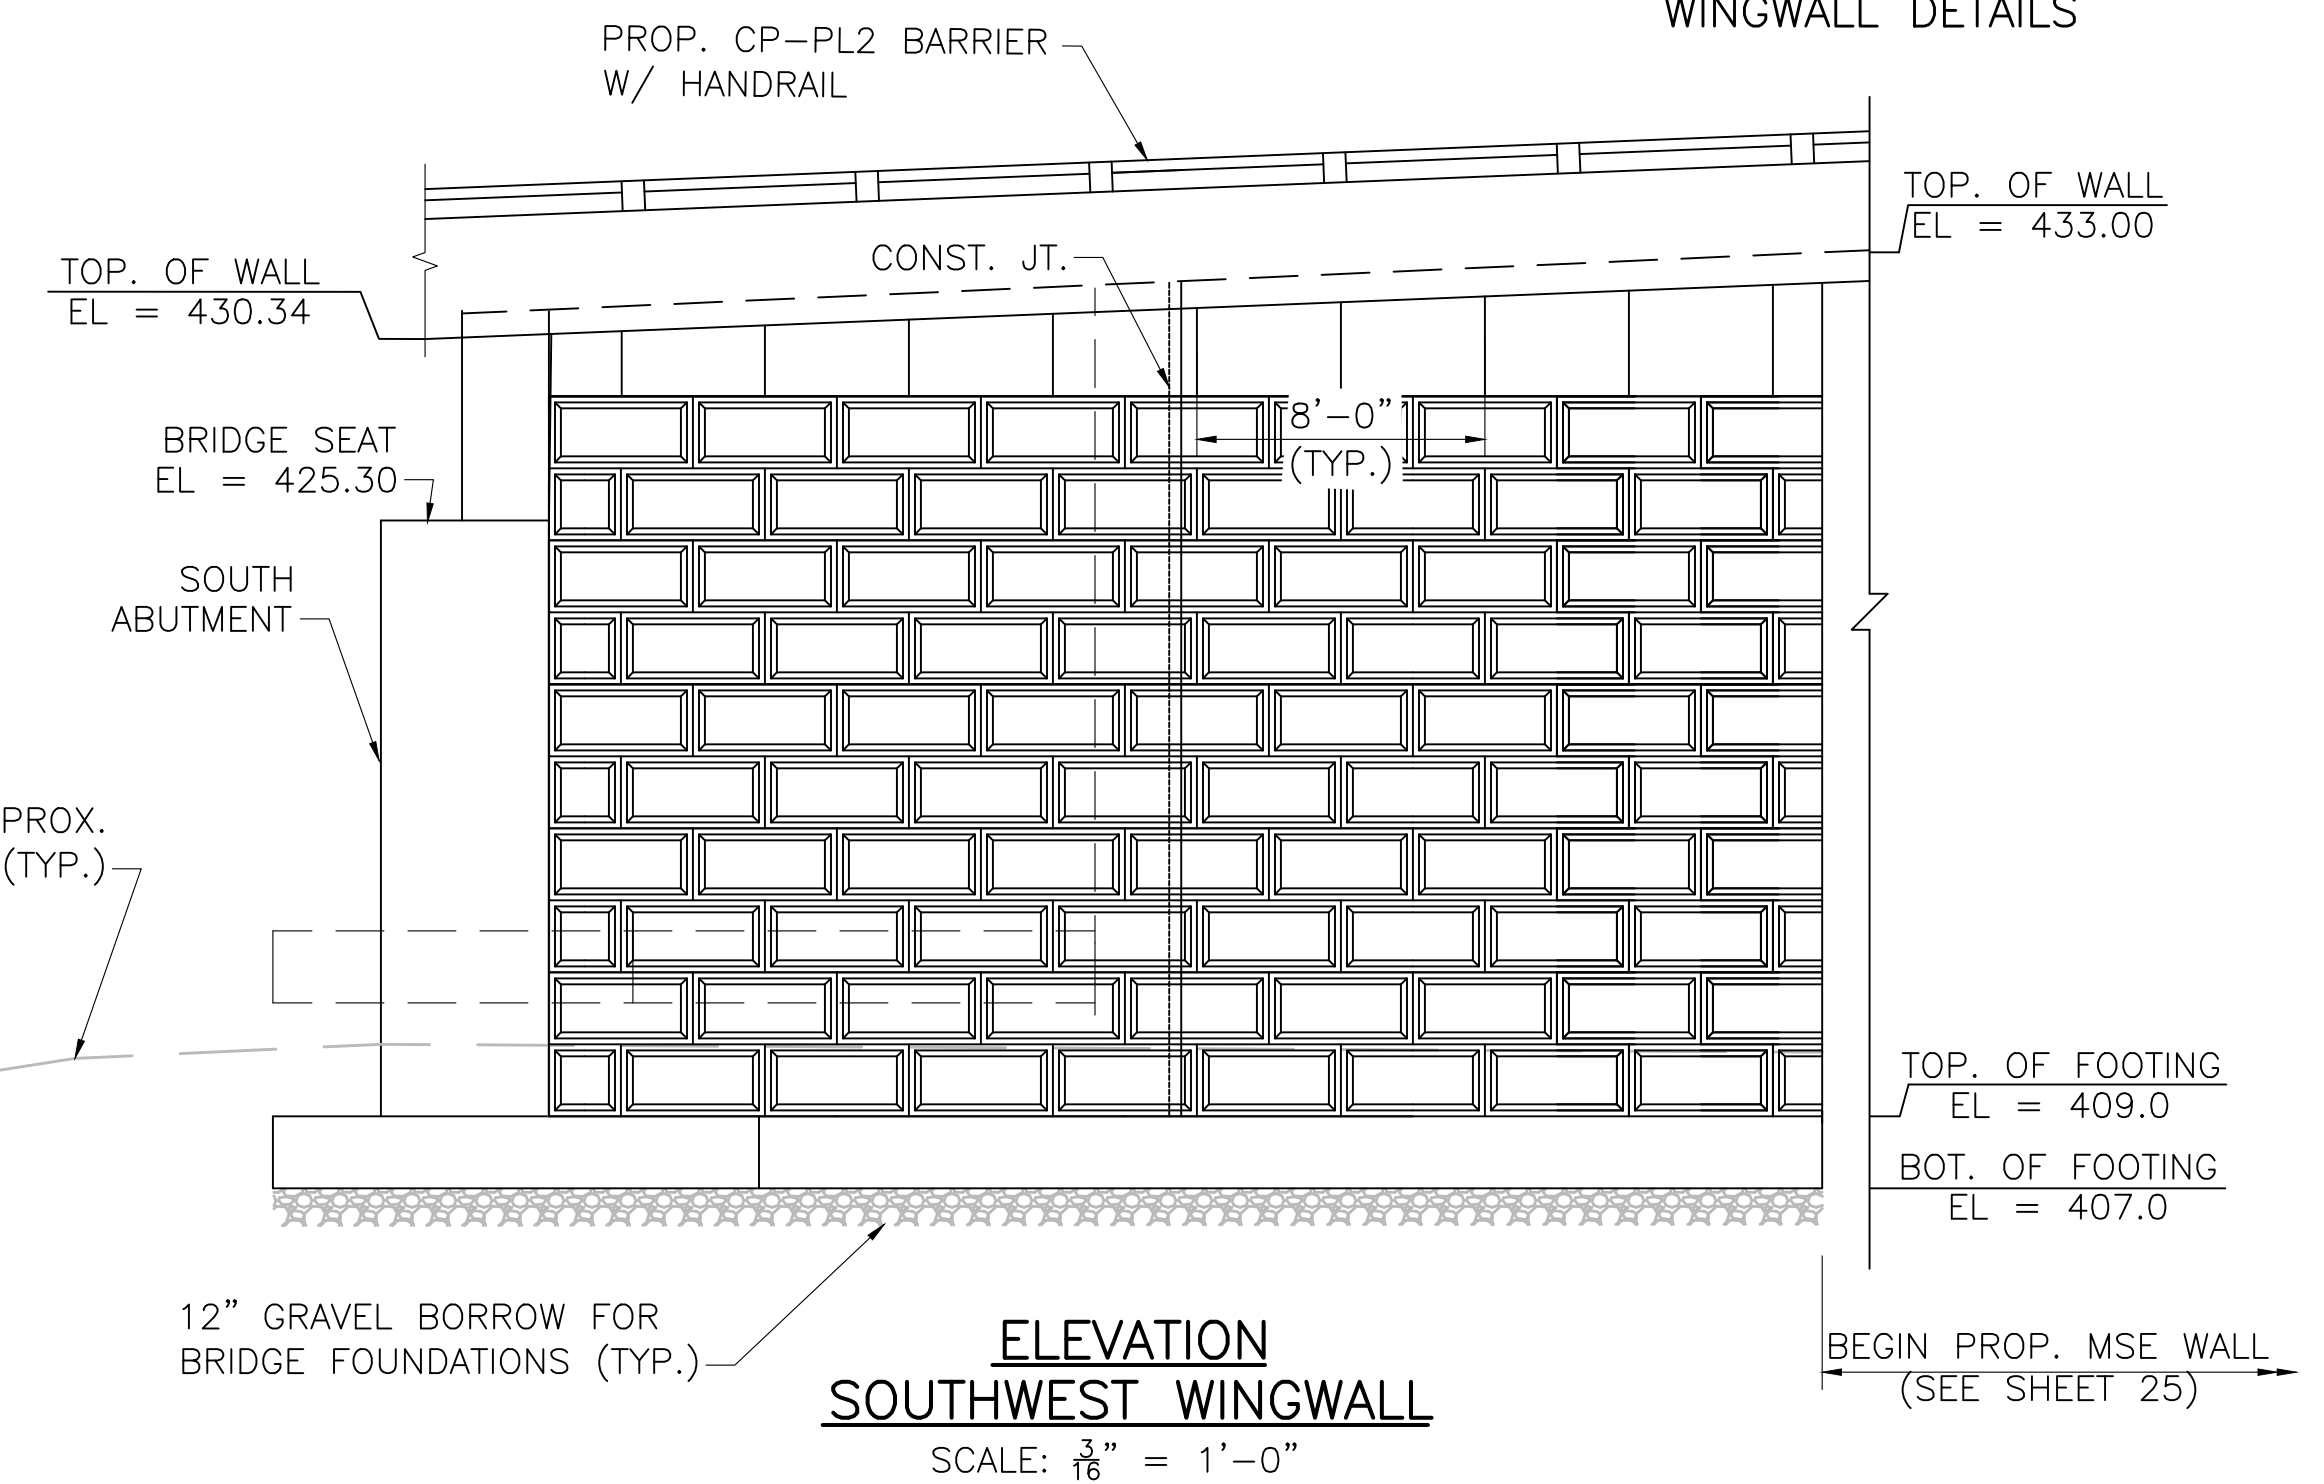 WINGWALL DETAILS
PROP. CP-PL2 BARRIER
W/ HANDRAIL
TOP. OF WALL
EL = 433.00
CONST. JT.
TOP. OF WALL
EL = 430.34
8'-0"
(TYP.)
BRIDGE SEAT
EL = 425.30
SOUTH
ABUTMENT
PROX.
(TYP.)
TOP. OF FOOTING
EL = 409.0
BOT. OF FOOTING
EL = 407.0
12" GRAVEL BORROW FOR
BRIDGE FOUNDATIONS (TYP.)
BEGIN PROP. MSE WALL
(SEE SHEET 25)
ELEVATION
SOUTHWEST WINGWALL
SCALE: 3/16" = 1'-0"